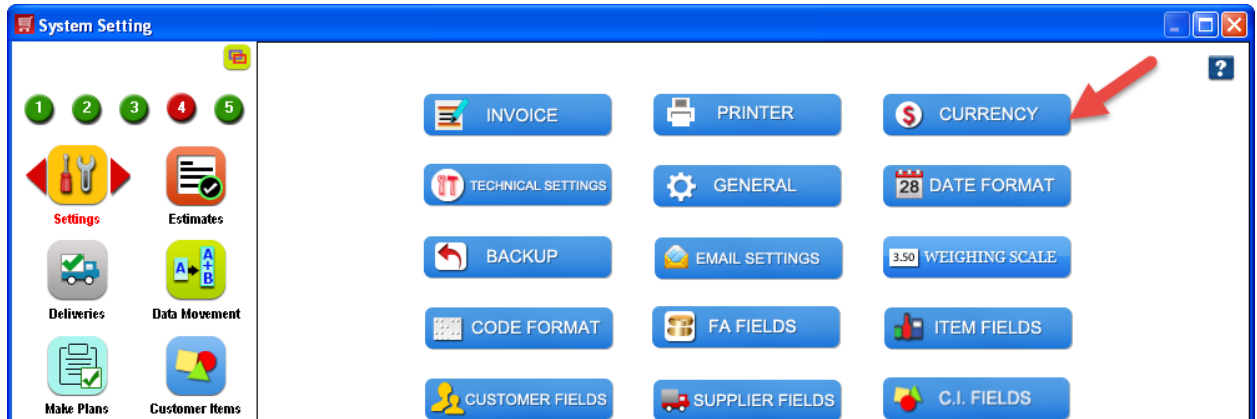 System Setting
?
1 2 3 4 5
INVOICE PRINTER $ CURRENCY
Settings Estimates
TECHNICAL SETTINGS GENERAL 28 DATE FORMAT
A A+B
Deliveries Data Movement
BACKUP EMAIL SETTINGS 3.50 WEIGHING SCALE
CODE FORMAT FA FIELDS ITEM FIELDS
Make Plans Customer Items
CUSTOMER FIELDS SUPPLIER FIELDS C.I. FIELDS